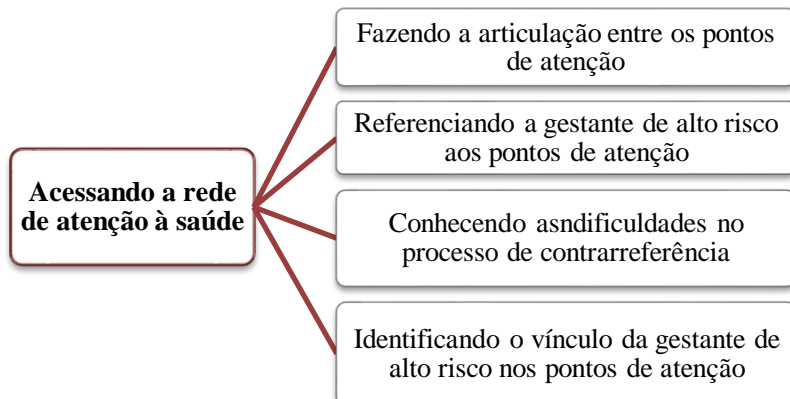 Fazendo a articulação entre os pontos
de atenção
Referenciando a gestante de alto risco
aos pontos de atenção
Acessando a rede
de atenção à saúde
Conhecendo asndificuldades no
processo de contrarreferência
Identificando o vínculo da gestante de
alto risco nos pontos de atenção